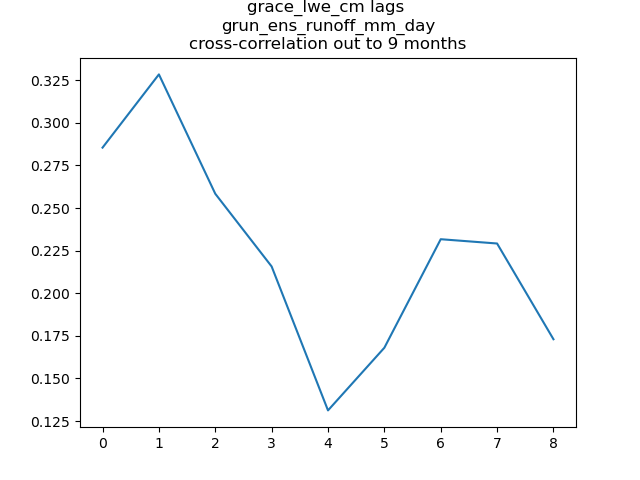 grace_lwe_cm lags
grun_ens_runoff_mm_day
cross-correlation out to 9 months
0.325
0.300
0.275
0.250
0.225
0.200
0.175
0.150
0.125
0 1 2 3 4 5 6 7 8